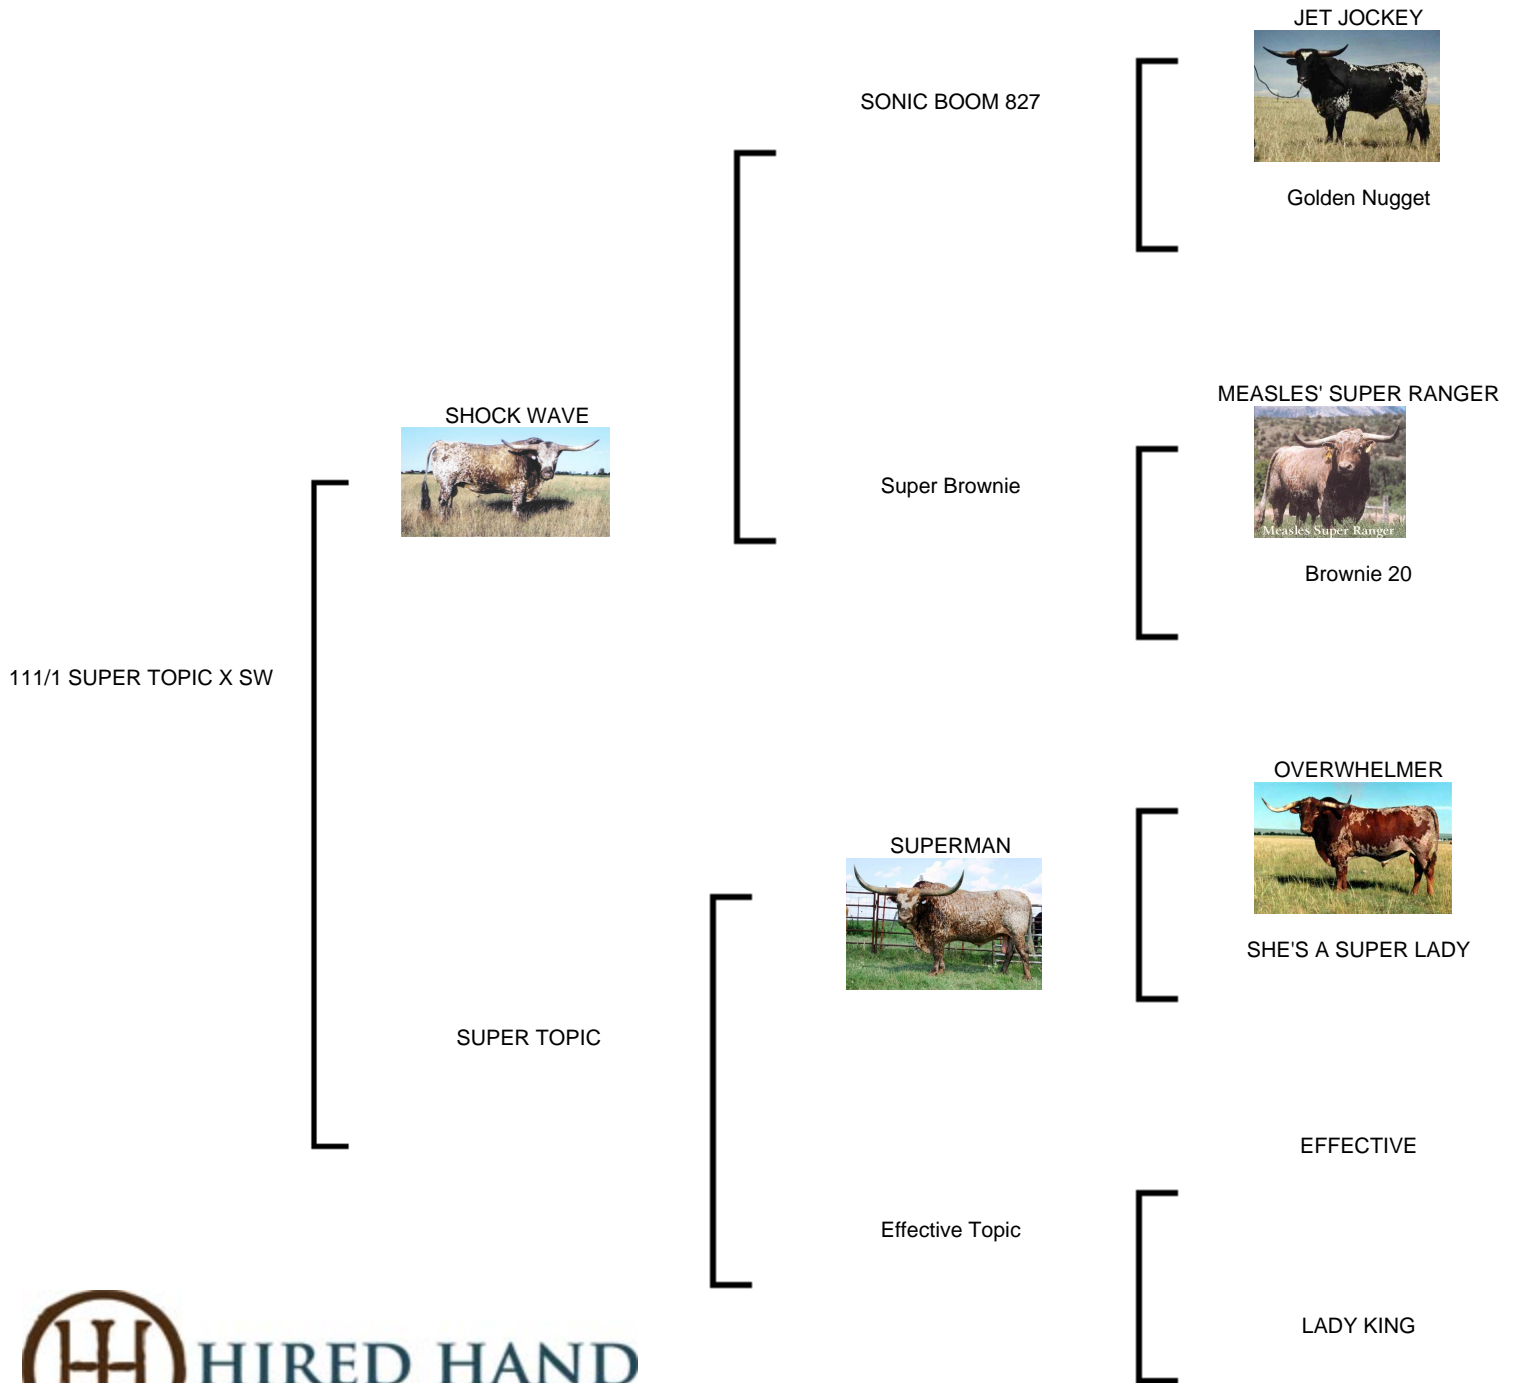 JET JOCKEY
SONIC BOOM 827
Golden Nugget
MEASLES' SUPER RANGER
SHOCK WAVE
Super Brownie
Measles Super Ranger
Brownie 20
111/1 SUPER TOPIC X SW
OVERWHELMER
SUPERMAN
SHE'S A SUPER LADY
SUPER TOPIC
EFFECTIVE
Effective Topic
LADY KING
HIRED HAND